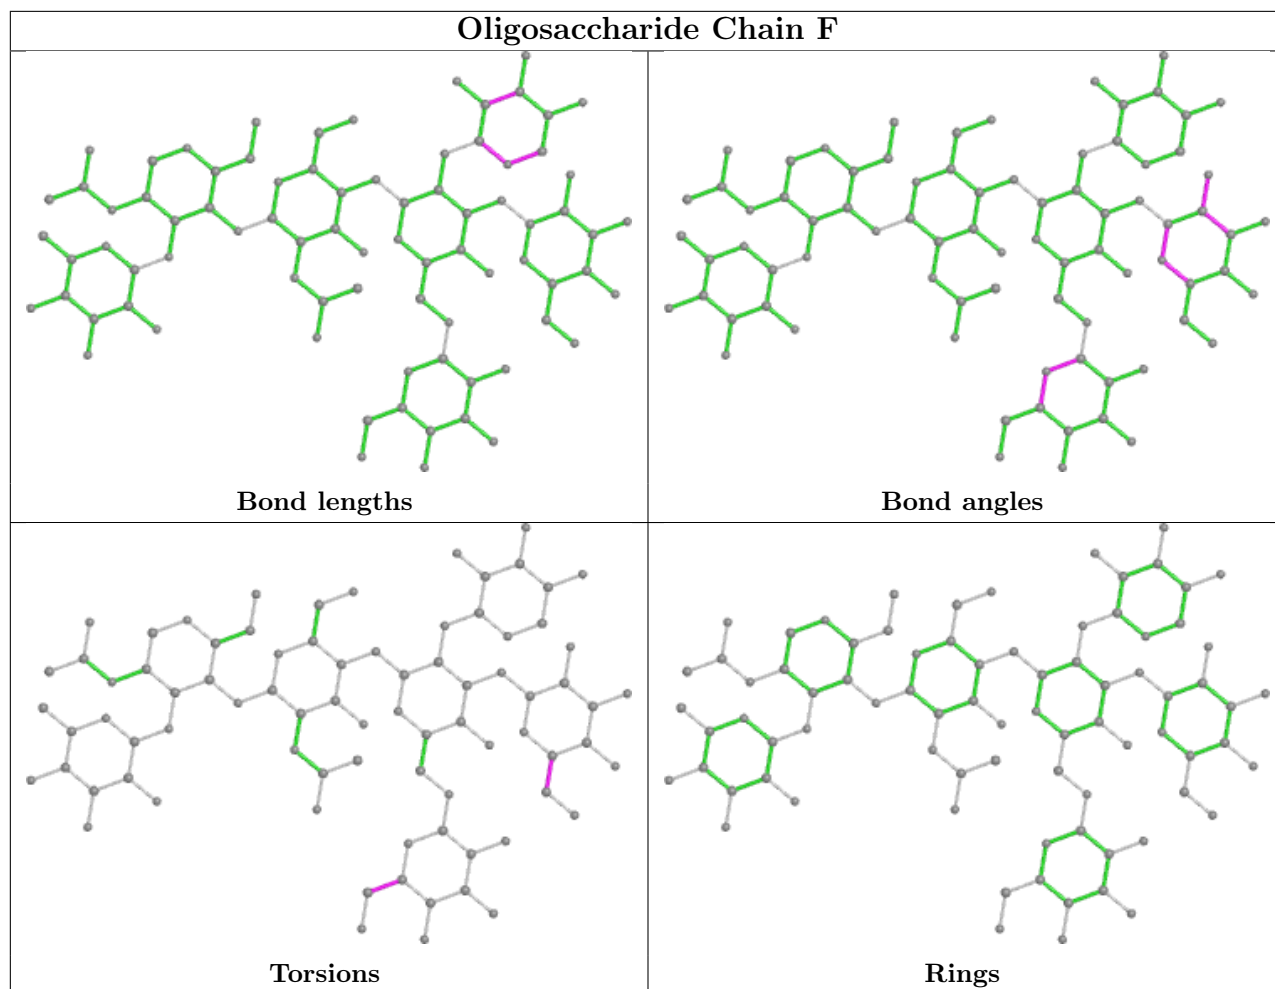 Oligosaccharide Chain F
Bond lengths
Bond angles
Torsions
Rings